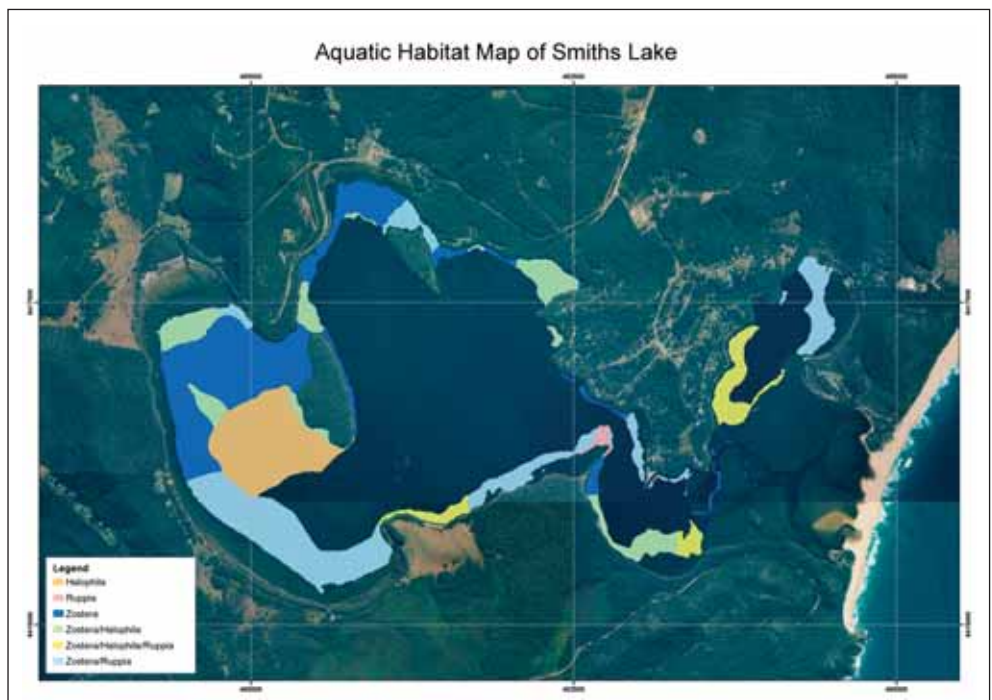 Aquatic Habitat Map of Smiths Lake
Legend
Halophila
Ruppia
Zostera
Zostera/Halophila
Zostera/Halophila/Ruppia
Zostera/Ruppia